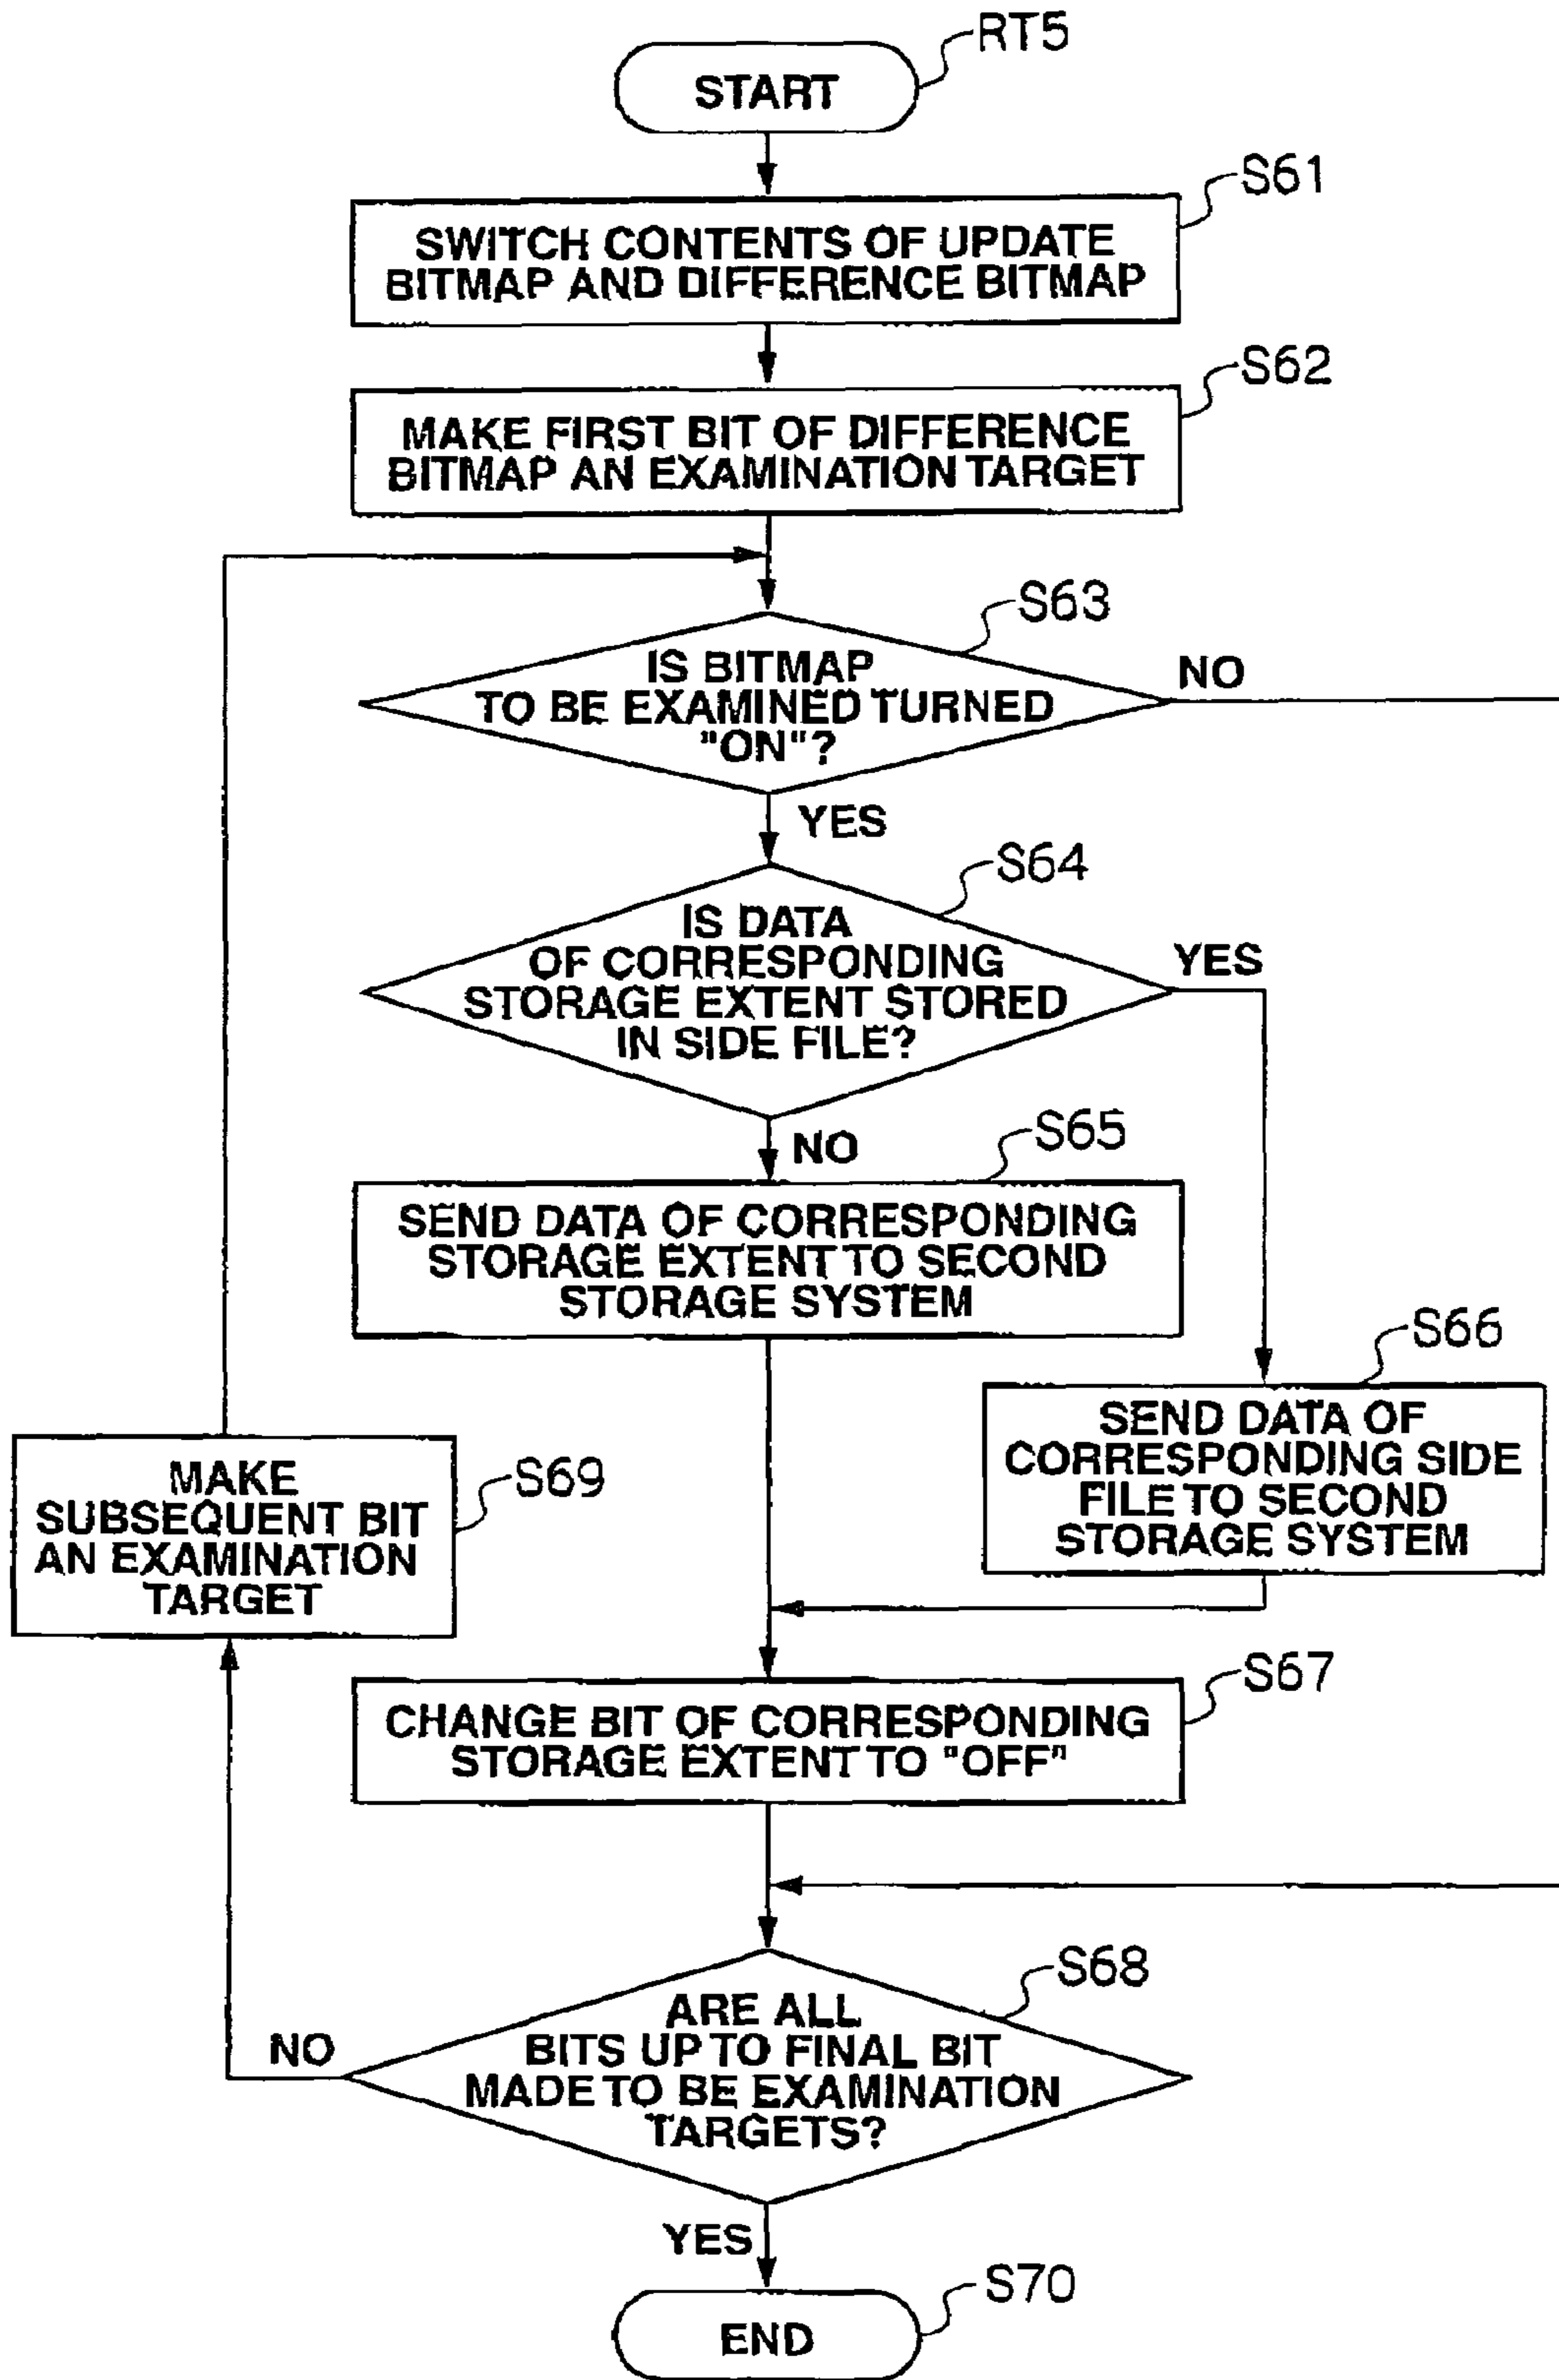 RT5
START
S61
SWITCH CONTENTS OF UPDATE
BITMAP AND DIFFERENCE BITMAP
S62
MAKE FIRST BIT OF DIFFERENCE
BITMAP AN EXAMINATION TARGET
S63
IS BITMAP
TO BE EXAMINED TURNED
"ON"?
NO
YES
S64
IS DATA
OF CORRESPONDING
STORAGE EXTENT STORED
IN SIDE FILE?
YES
NO
S65
SEND DATA OF CORRESPONDING
STORAGE EXTENT TO SECOND
STORAGE SYSTEM
S66
SEND DATA OF
CORRESPONDING SIDE
FILE TO SECOND
STORAGE SYSTEM
S69
MAKE
SUBSEQUENT BIT
AN EXAMINATION
TARGET
S67
CHANGE BIT OF CORRESPONDING
STORAGE EXTENT TO "OFF"
S68
ARE ALL
BITS UP TO FINAL BIT
MADE TO BE EXAMINATION
TARGETS?
NO
YES
S70
END